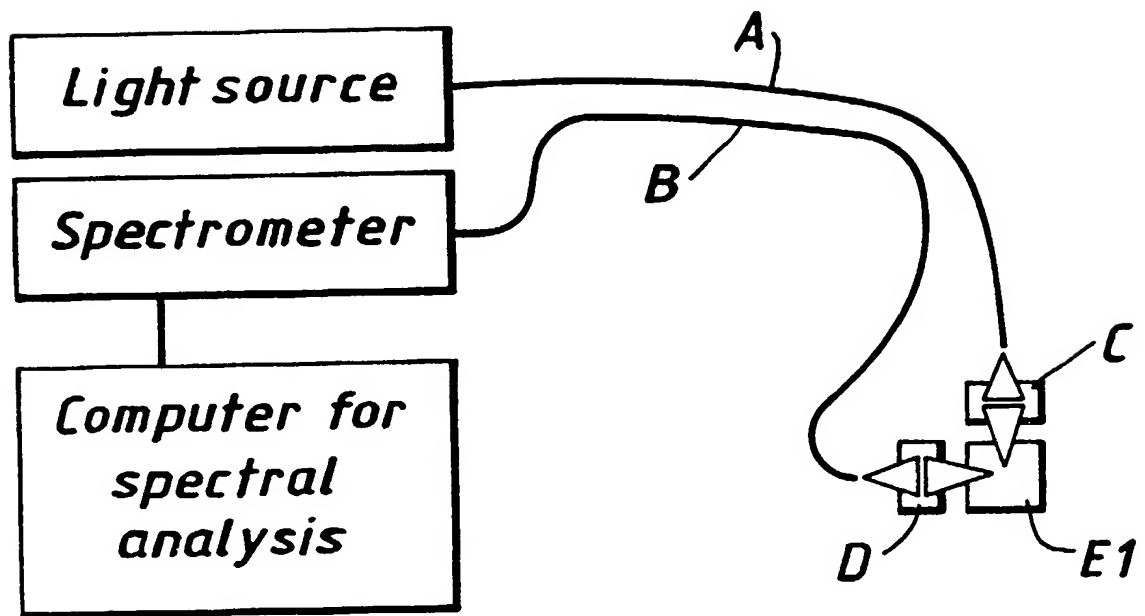 Light source
A
B
Spectrometer
C
Computer for
spectral
analysis
D
E1